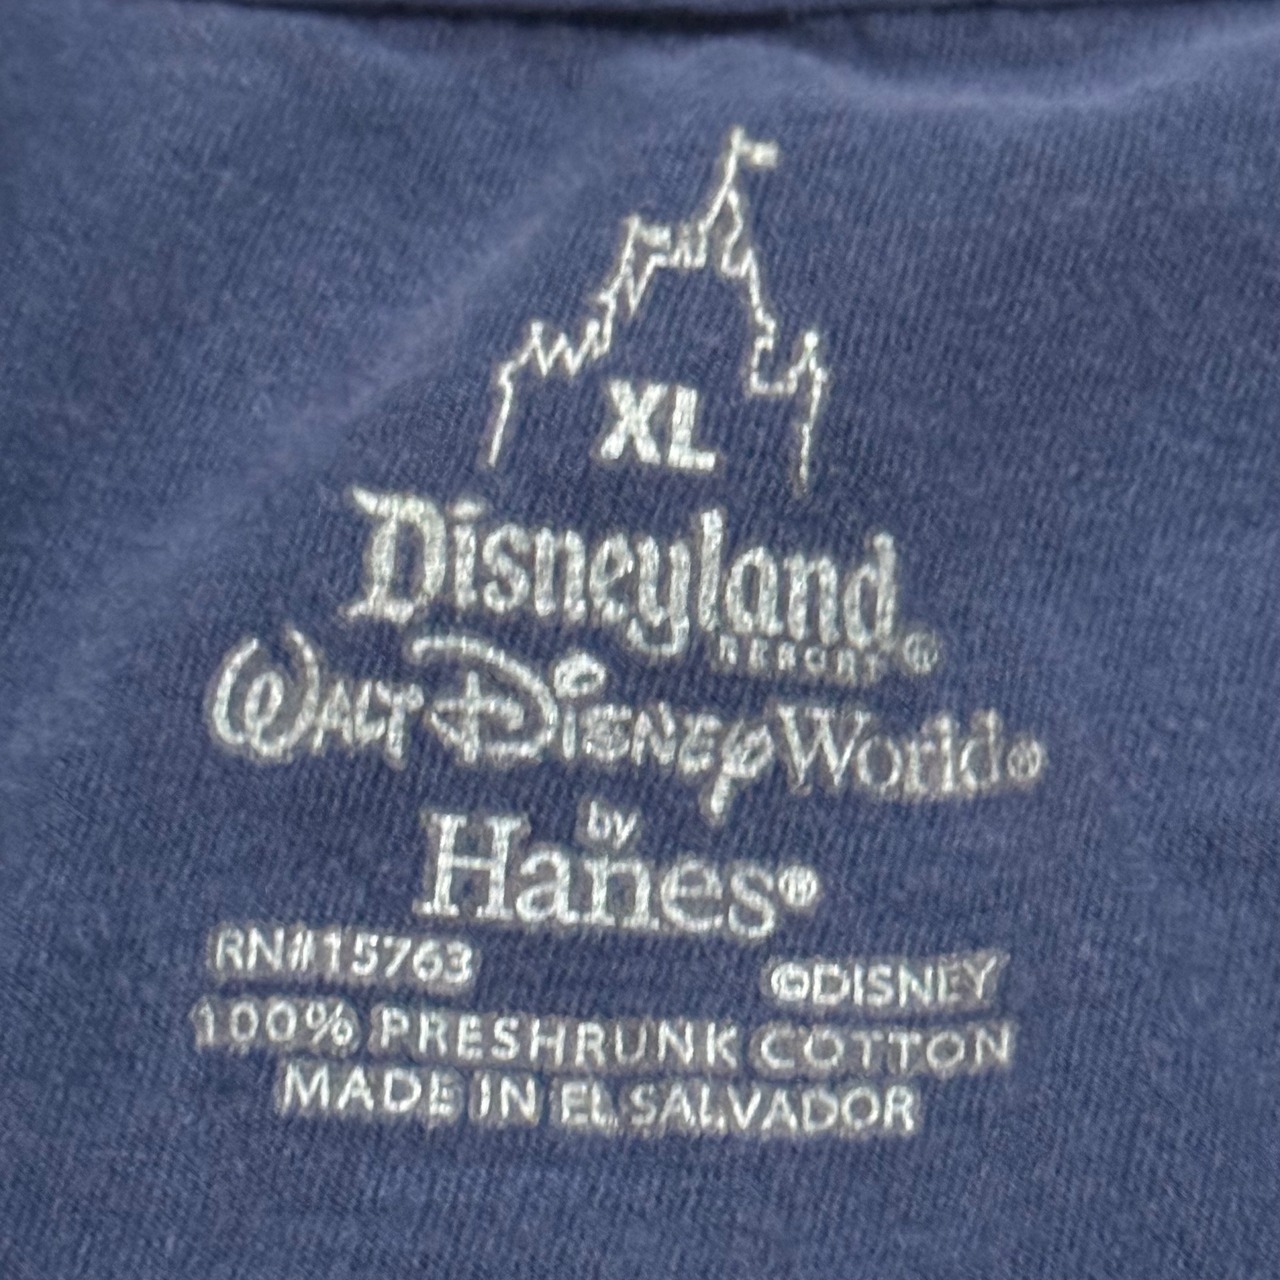 XL
Disneyland
RESORT®
WALT DISNEY World®
by
Hanes®
RN#15763 ©DISNEY
100% PRESHRUNK COTTON
MADE IN EL SALVADOR